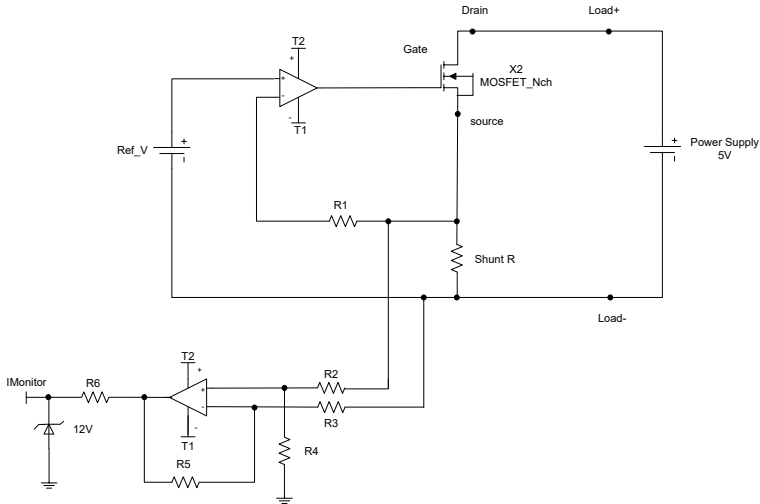 Drain
Load+
T2
+
Gate
X2
MOSFET_Nch
+
-
-
T1
source
Ref_V
+
Power Supply
5V
+
R1
Shunt R
Load-
T2
+
IMonitor
R6
R2
+
-
R3
-
T1
12V
R4
R5